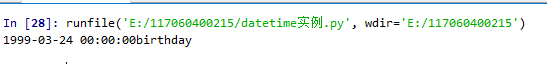 In [28]: runfile('E:/117060400215/datetime实例.py', wdir='E:/117060400215')
1999-03-24 00:00:00birthday